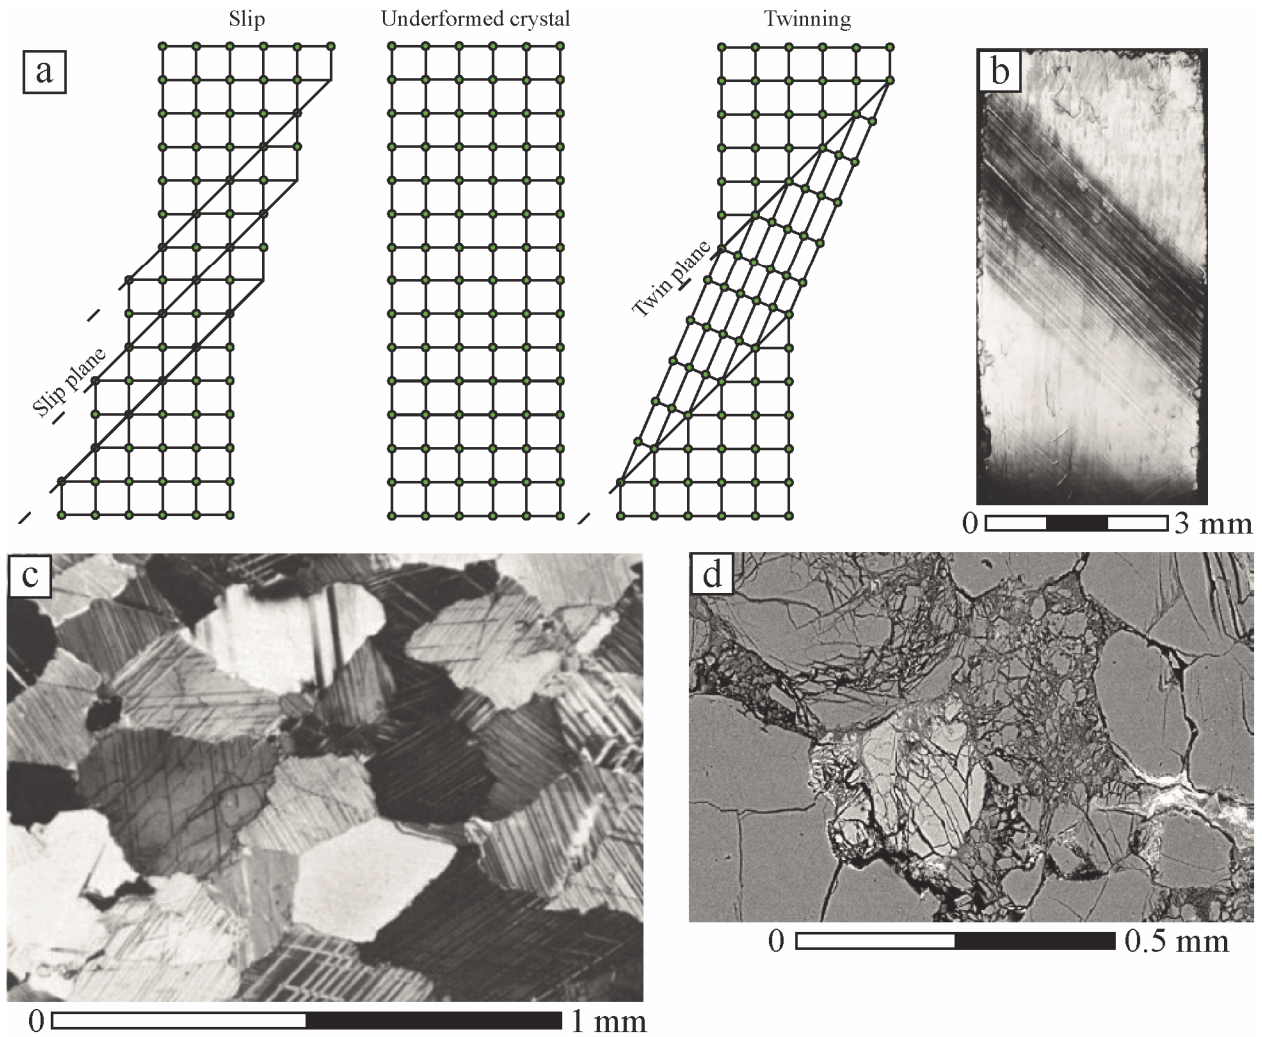 Slip
Underformed crystal
Twinning
a
b
Slip plane
Twin plane
0 3 mm
c
d
0 0.5 mm
0 1 mm